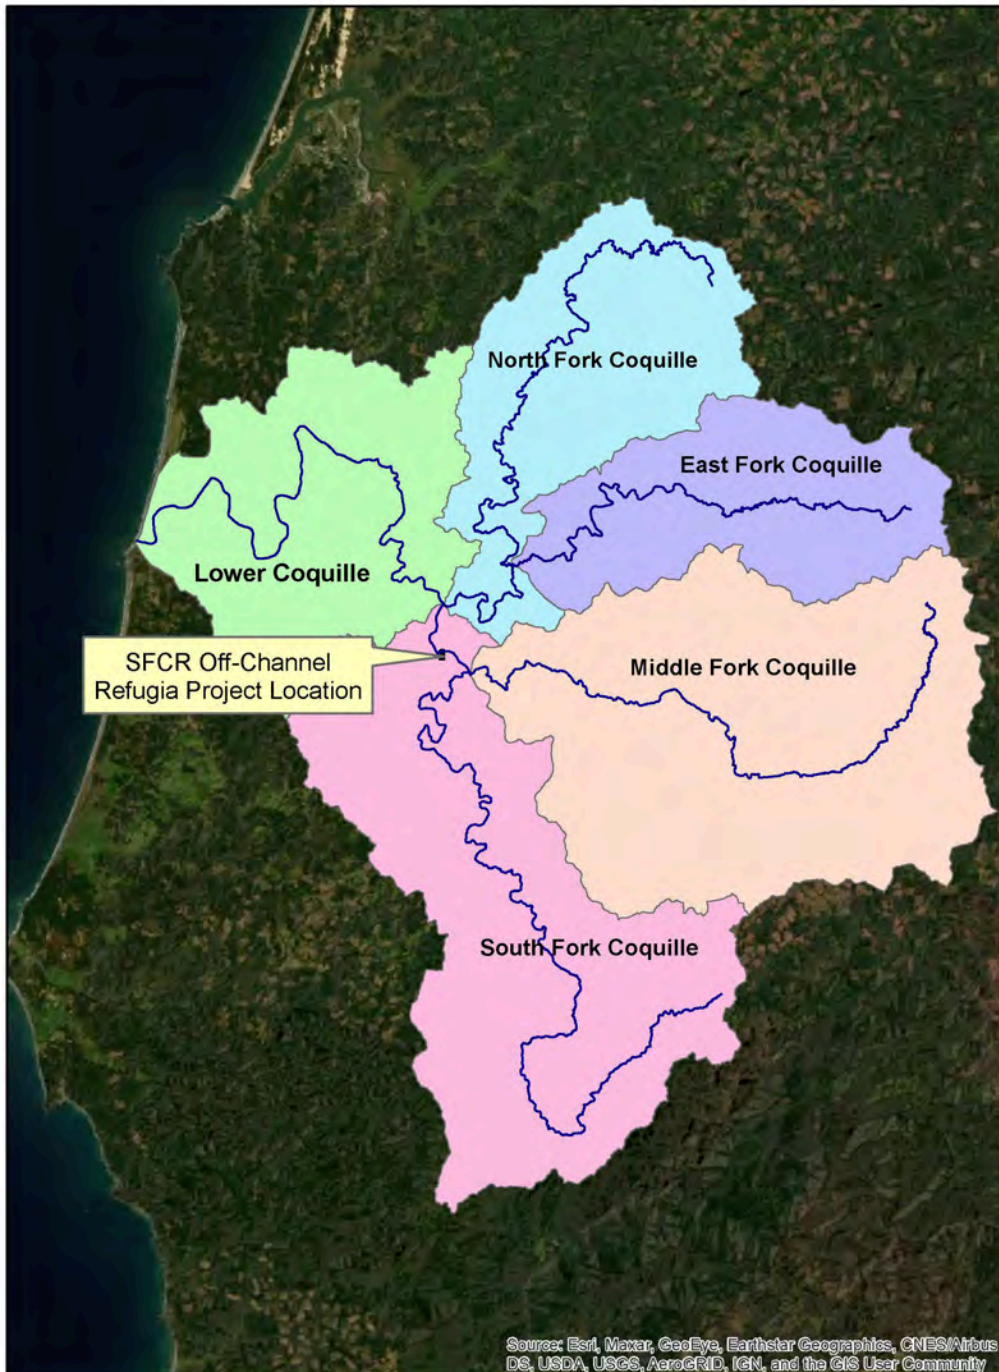 North Fork Coquille
East Fork Coquille
Lower Coquille
SFCR Off-Channel
Refugia Project Location
Middle Fork Coquille
South Fork Coquille
Source: Esri, Maxar, GeoEye, Earthstar Geographics, CNES/Airbus
DS, USDA, USGS, AeroGRID, IGN, and the GIS User Community